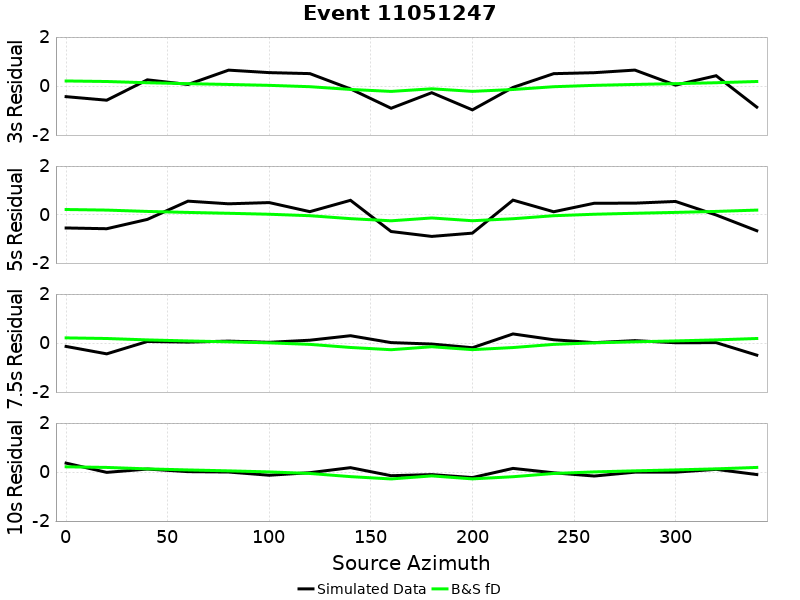 Event 11051247
3s Residual
2
0
-2
5s Residual
2
0
-2
7.5s Residual
2
0
-2
10s Residual
2
0
-2
0 50 100 150 200 250 300
Source Azimuth
Simulated Data B&S fD